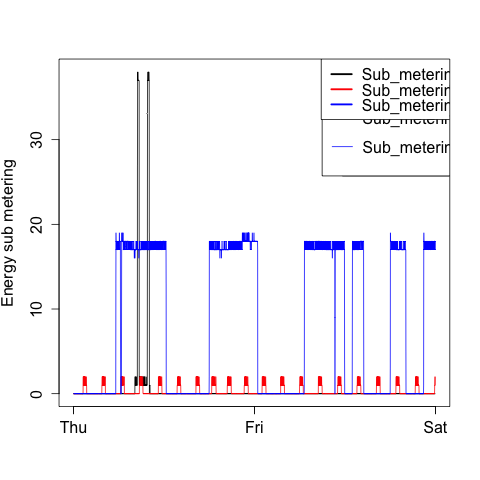 Sub_meterin
Sub_meterin
Sub_meterin
Sub_meterin
Sub_meterin
Energy sub metering
30
20
10
0
Thu Fri Sat